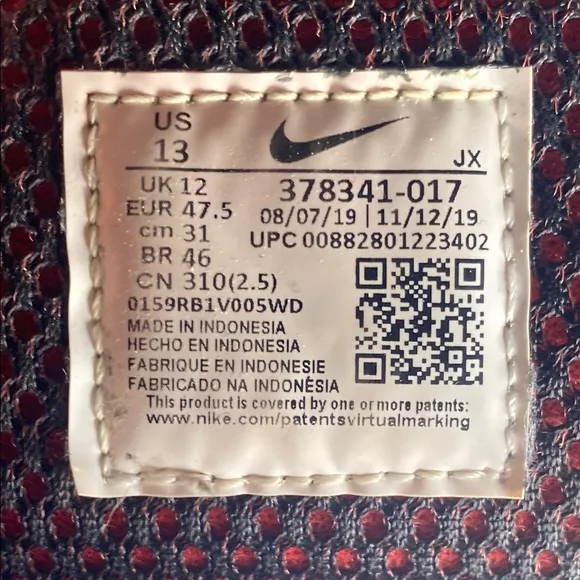 US
13
JX
UK 12
378341-017
EUR 47.5
08/07/19 | 11/12/19
cm 31
UPC 00882801223402
BR 46
CN 310(2.5)
0159RB1V005WD
MADE IN INDONESIA
HECHO EN INDONESIA
FABRIQUE EN INDONESIE
FABRICADO NA INDONÉSIA
This product is covered by one or more patents:
www.nike.com/patentsvirtualmarking